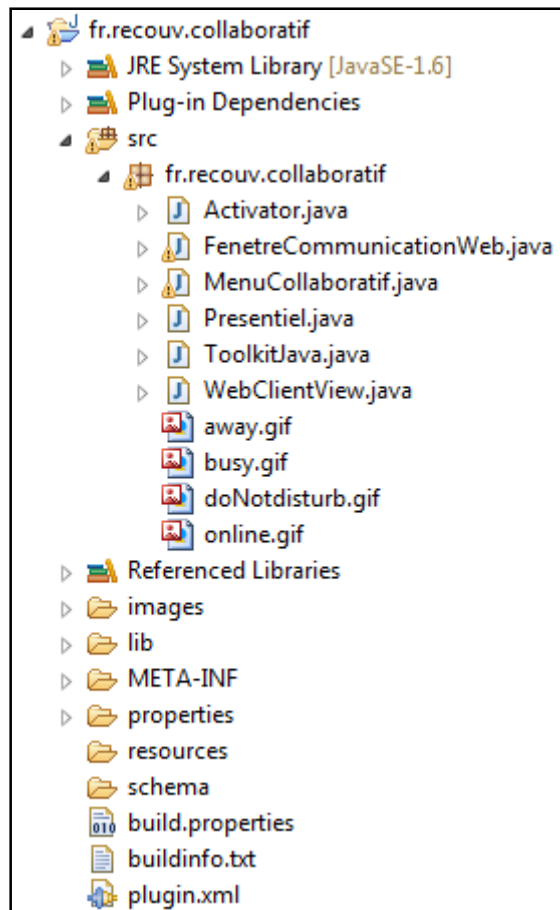 fr.recouv.collaboratif
JRE System Library [JavaSE-1.6]
Plug-in Dependencies
src
fr.recouv.collaboratif
Activator.java
FenetreCommunicationWeb.java
MenuCollaboratif.java
Presentiel.java
ToolkitJava.java
WebClientView.java
away.gif
busy.gif
doNotdisturb.gif
online.gif
Referenced Libraries
images
lib
META-INF
properties
resources
schema
build.properties
buildinfo.txt
plugin.xml